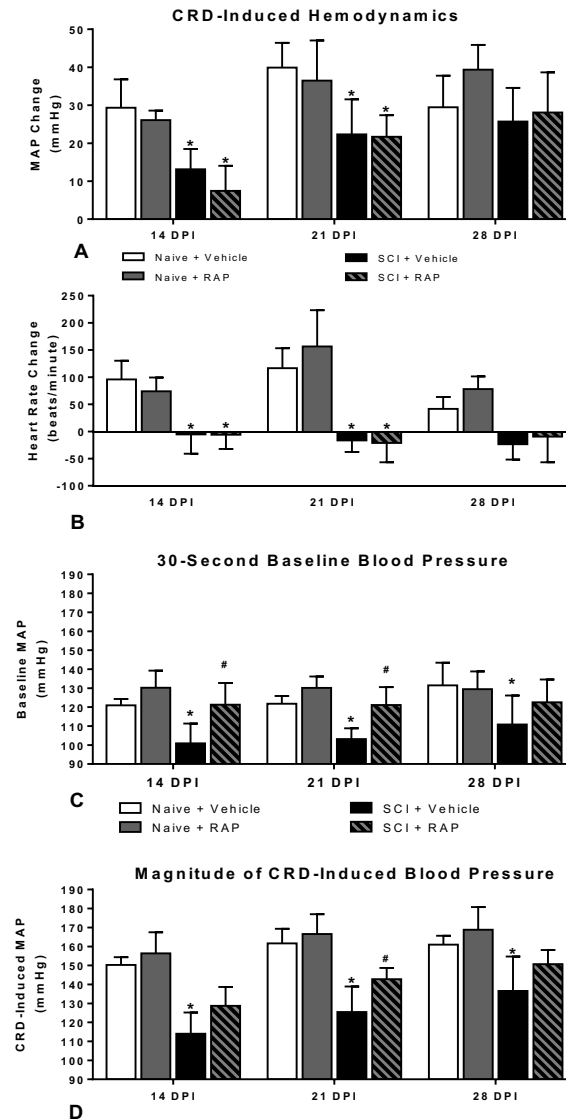 CRD-Induced Hemodynamics
MAP Change
(mmHg)
50
40
30
20
10
0
* * * *
14 DPI 21 DPI 28 DPI
A
Naive + Vehicle SCI + Vehicle
Naive + RAP SCI + RAP
Heart Rate Change
(beats/minute)
250
200
150
100
50
0
-50
-100
* * * *
14 DPI 21 DPI 28 DPI
B
30-Second Baseline Blood Pressure
Baseline MAP
(mmHg)
190
180
170
160
150
140
130
120
110
100
90
* # * # *
14 DPI 21 DPI 28 DPI
C
Naive + Vehicle SCI + Vehicle
Naive + RAP SCI + RAP
Magnitude of CRD-Induced Blood Pressure
CRD-Induced MAP
(mmHg)
190
180
170
160
150
140
130
120
110
100
90
* * # *
14 DPI 21 DPI 28 DPI
D